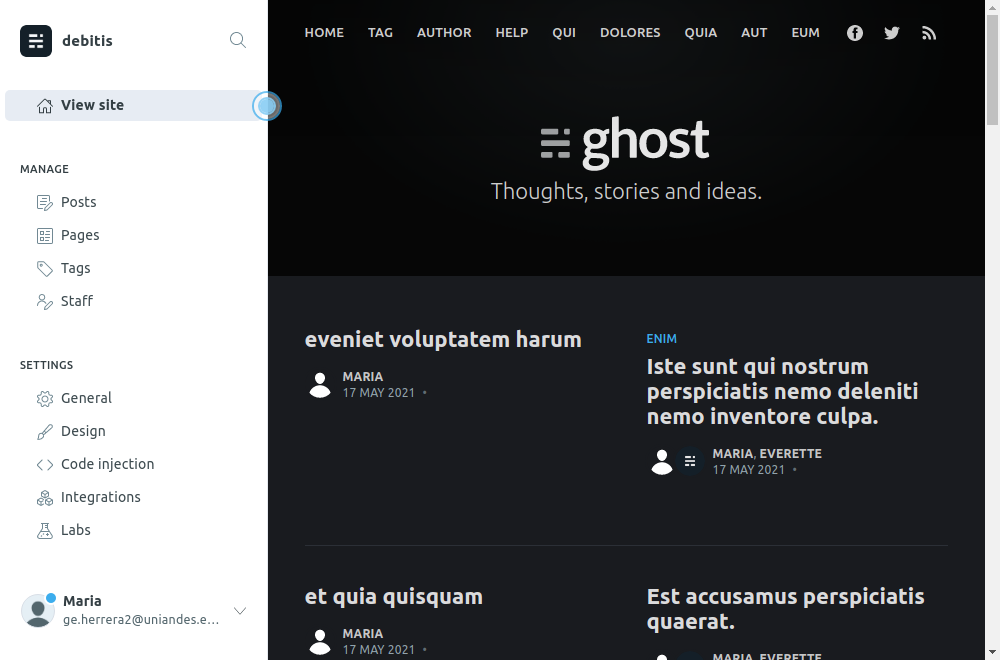 debitis
View site
MANAGE
Posts
Pages
Tags
Staff
SETTINGS
General
Design
Code injection
Integrations
Labs
Maria
ge.herrera2@uniandes.e...
HOME TAG AUTHOR HELP QUI DOLORES QUIA AUT EUM
ghost
Thoughts, stories and ideas.
eveniet voluptatem harum
MARIA
17 MAY 2021 •
ENIM
Iste sunt qui nostrum
perspiciatis nemo deleniti
nemo inventore culpa.
MARIA, EVERETTE
17 MAY 2021 •
et quia quisquam
MARIA
17 MAY 2021 •
Est accusamus perspiciatis
quaerat.
MARIA, EVERETTE